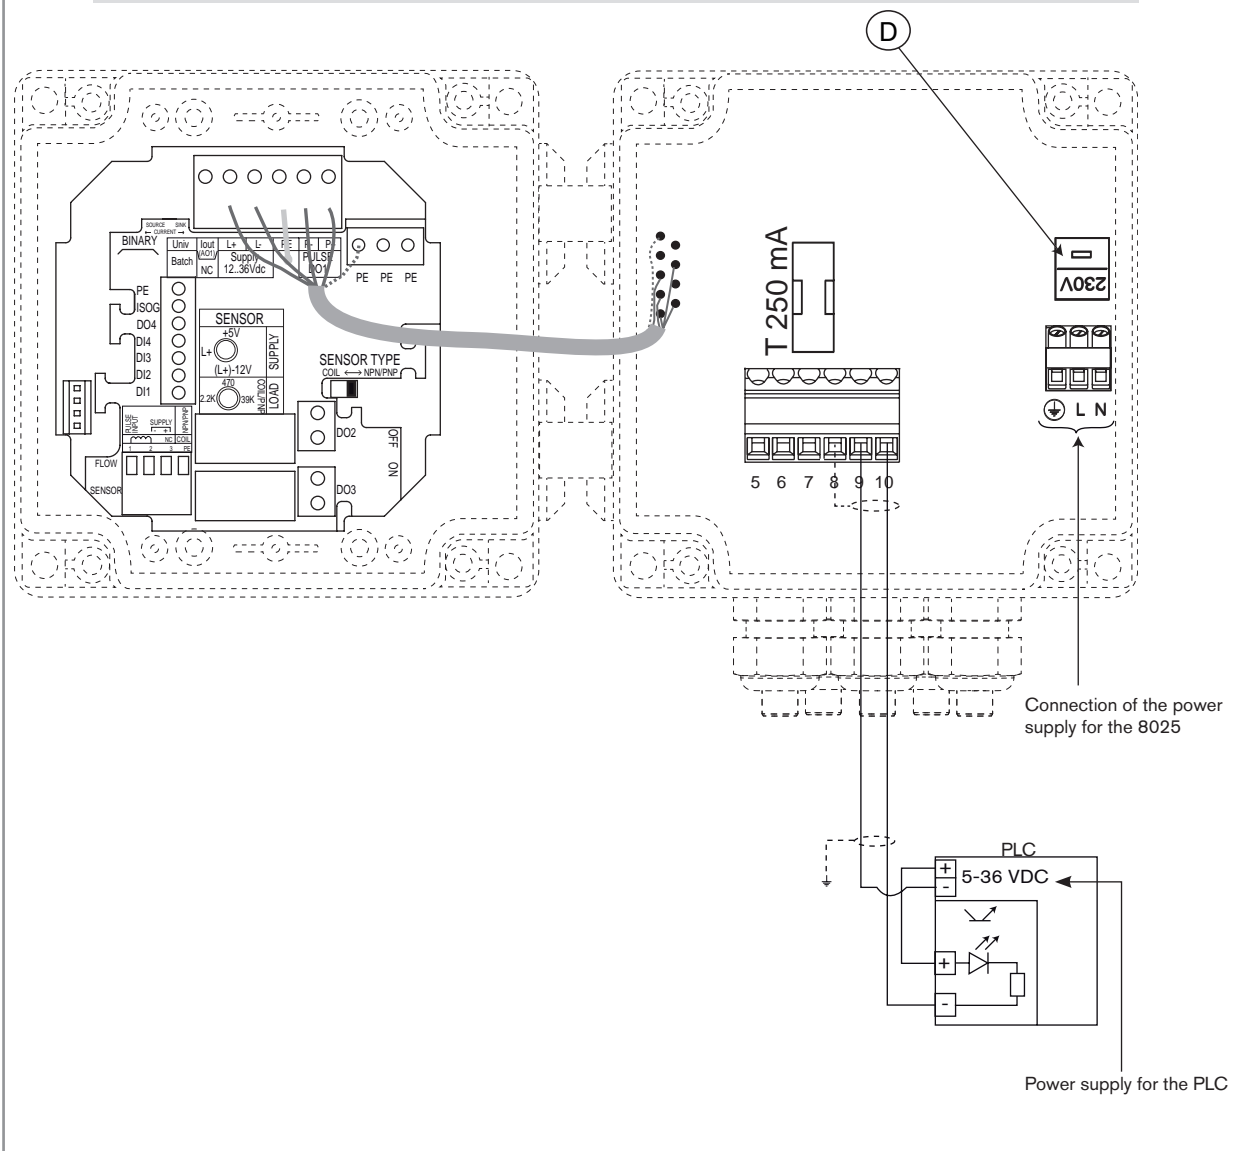 D
SOURCE SINK
CURRENT
BINARY
Univ
Iout
(AO1)
L+
L-
PE
P-
P+
Batch
NC
Supply
12..36Vdc
PULSE
DO1
PE PE PE
PE
ISOG
DO4
DI4
DI3
DI2
DI1
SENSOR
+5V
L+
(L+)-12V
SUPPLY
470
2.2K
39K
COIL/PNP
LOAD
SENSOR TYPE
COIL ⟷ NPN/PNP
PULSE
INPUT
SUPPLY
- +
NPN/PNP
NC
COIL
1 2 3 PE
FLOW
SENSOR
DO2
DO3
OFF ON
T 250 mA
230V
L N
5 6 7 8 9 10
Connection of the power
supply for the 8025
PLC
+
5-36 VDC
-
+
-
Power supply for the PLC